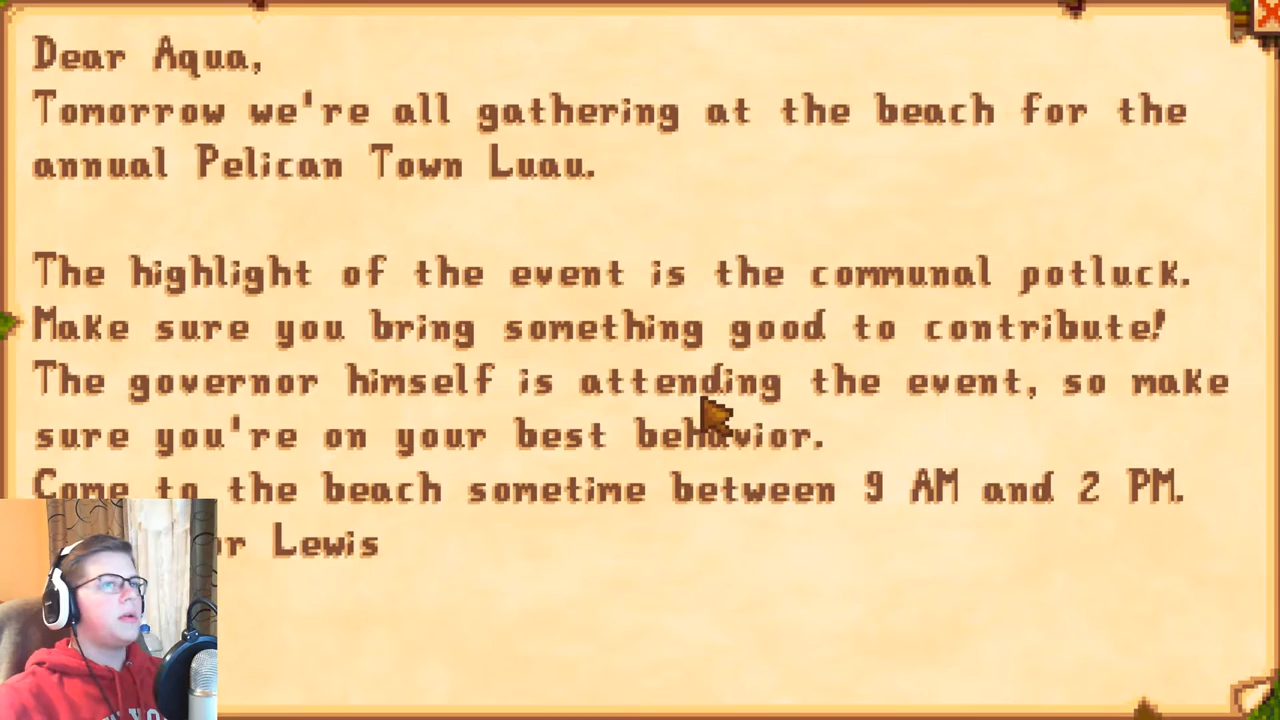 Dear Aqua,
Tomorrow we're all gathering at the beach for the
annual Pelican Town Luau.
The highlight of the event is the communal potluck.
Make sure you bring something good to contribute!
The governor himself is attending the event, so make
sure you're on your best behavior.
Come to the beach sometime between 9 AM and 2 PM.
Lewis